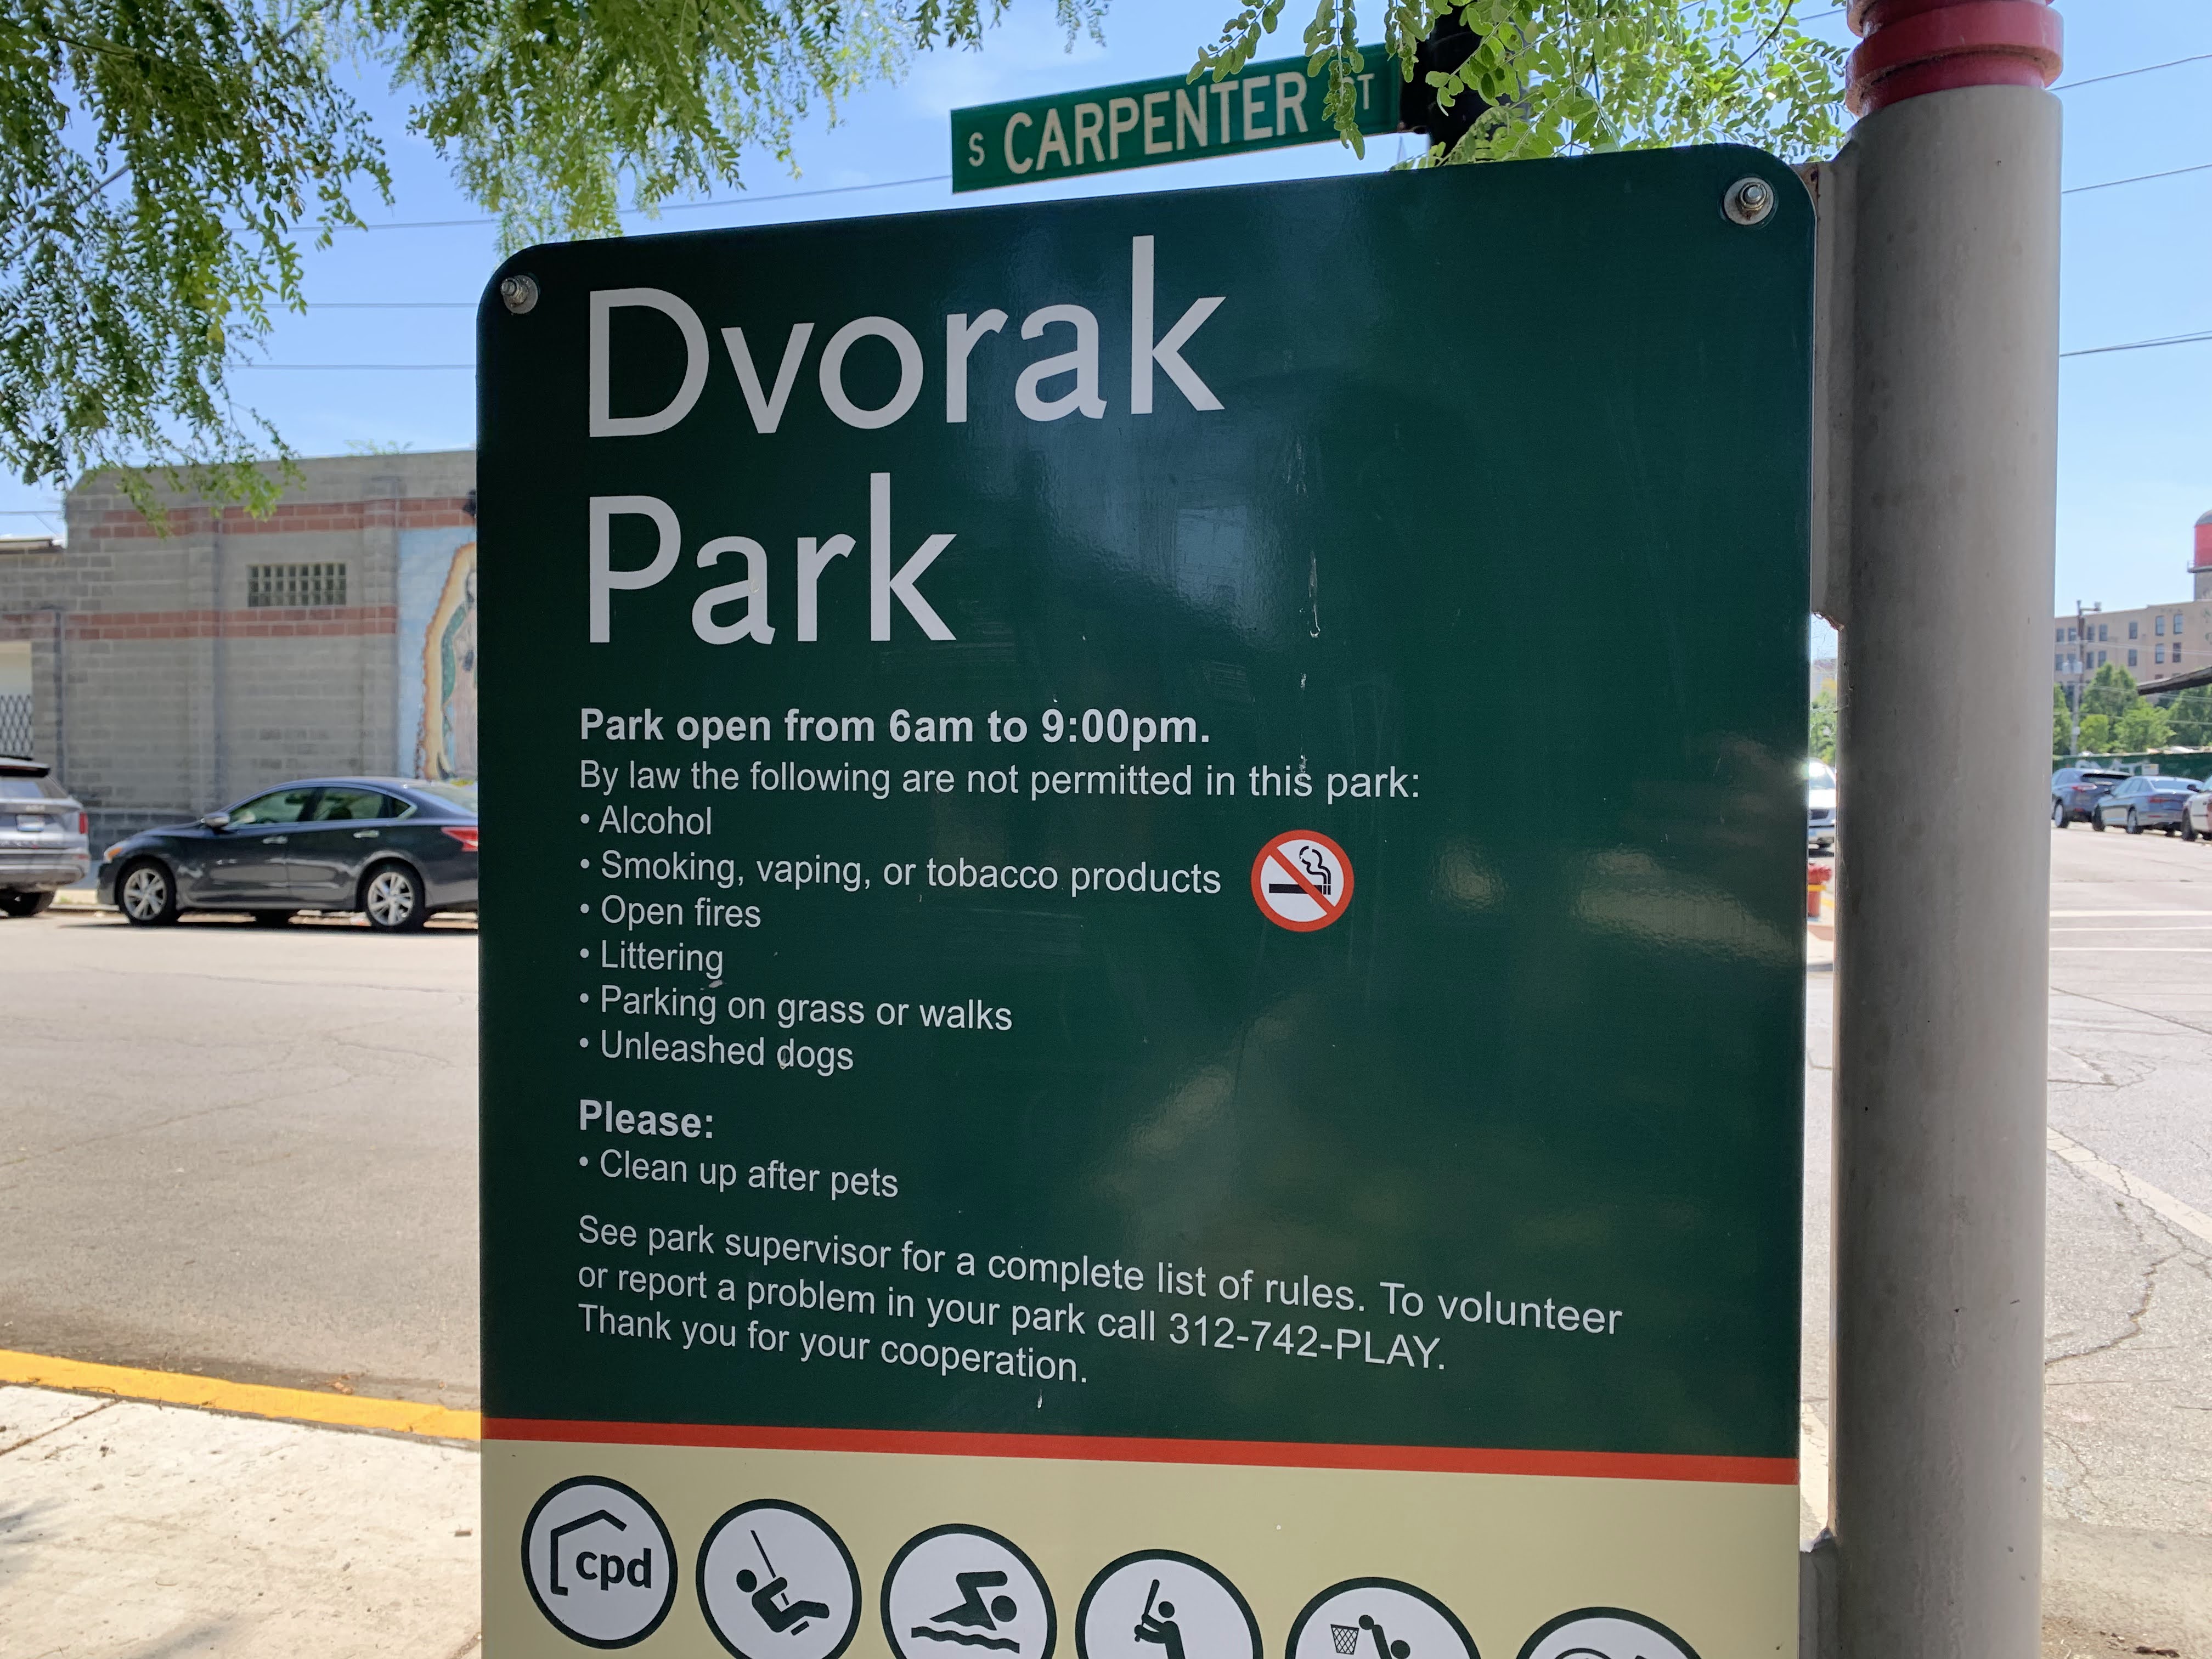 S CARPENTER ST
Dvorak
Park
Park open from 6am to 9:00pm.
By law the following are not permitted in this park:
• Alcohol
• Smoking, vaping, or tobacco products
• Open fires
• Littering
• Parking on grass or walks
• Unleashed dogs
Please:
• Clean up after pets
See park supervisor for a complete list of rules. To volunteer
or report a problem in your park call 312-742-PLAY.
Thank you for your cooperation.
cpd